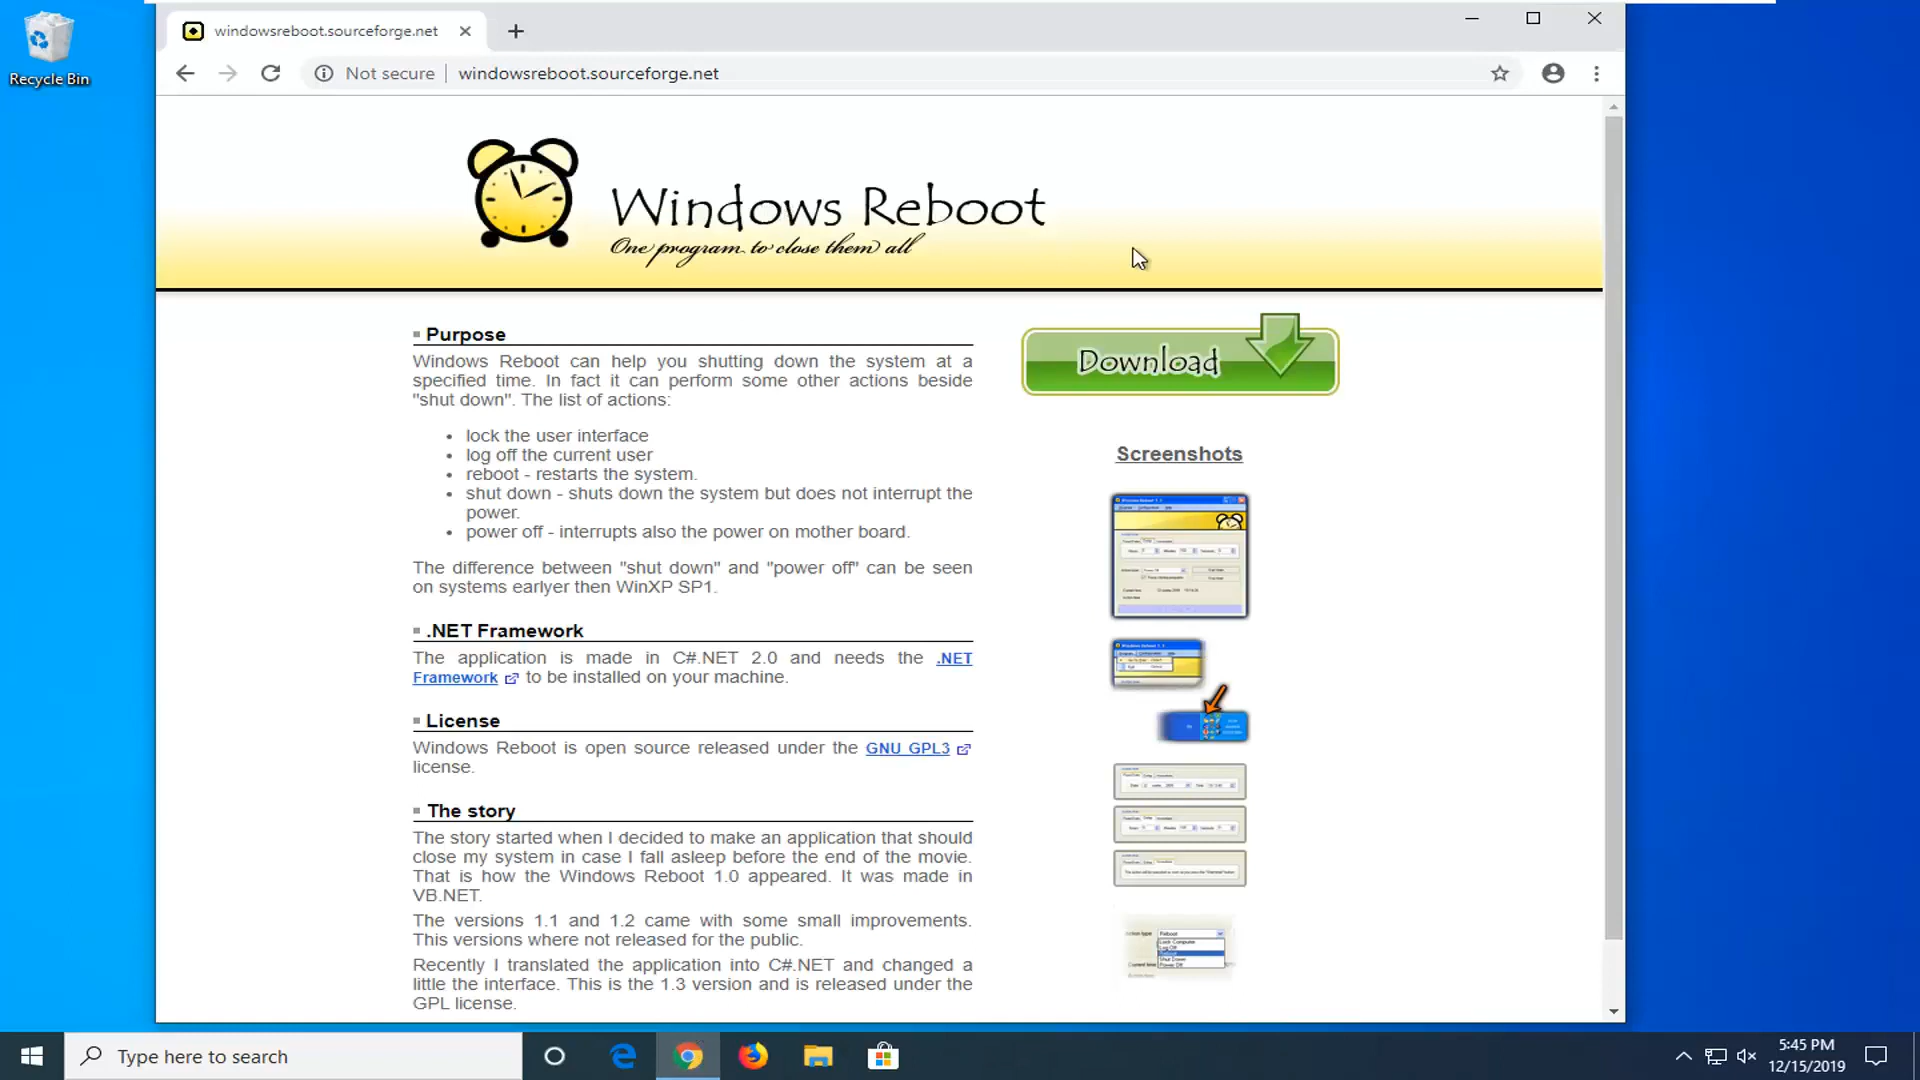 Recycle Bin
windowsreboot.sourceforge.net
Not secure
windowsreboot.sourceforge.net
Windows Reboot
One program to close them all
Purpose
Windows Reboot can help you shutting down the system at a
specified time. In fact it can perform some other actions beside
"shut down". The list of actions:
lock the user interface
log off the current user
reboot - restarts the system.
shut down - shuts down the system but does not interrupt the
power.
power off - interrupts also the power on mother board.
The difference between "shut down" and "power off" can be seen
on systems earlyer then WinXP SP1.
.NET Framework
The application is made in C#.NET 2.0 and needs the .NET
Framework to be installed on your machine.
License
Windows Reboot is open source released under the GNU GPL3
license.
The story
The story started when I decided to make an application that should
close my system in case I fall asleep before the end of the movie.
That is how the Windows Reboot 1.0 appeared. It was made in
VB.NET.
The versions 1.1 and 1.2 came with some small improvements.
This versions where not released for the public.
Recently I translated the application into C#.NET and changed a
little the interface. This is the 1.3 version and is released under the
GPL license.
Download
Screenshots
Reboot
Lock Computer
Log Off
Shut Down
Power Off
Type here to search
5:45 PM
12/15/2019